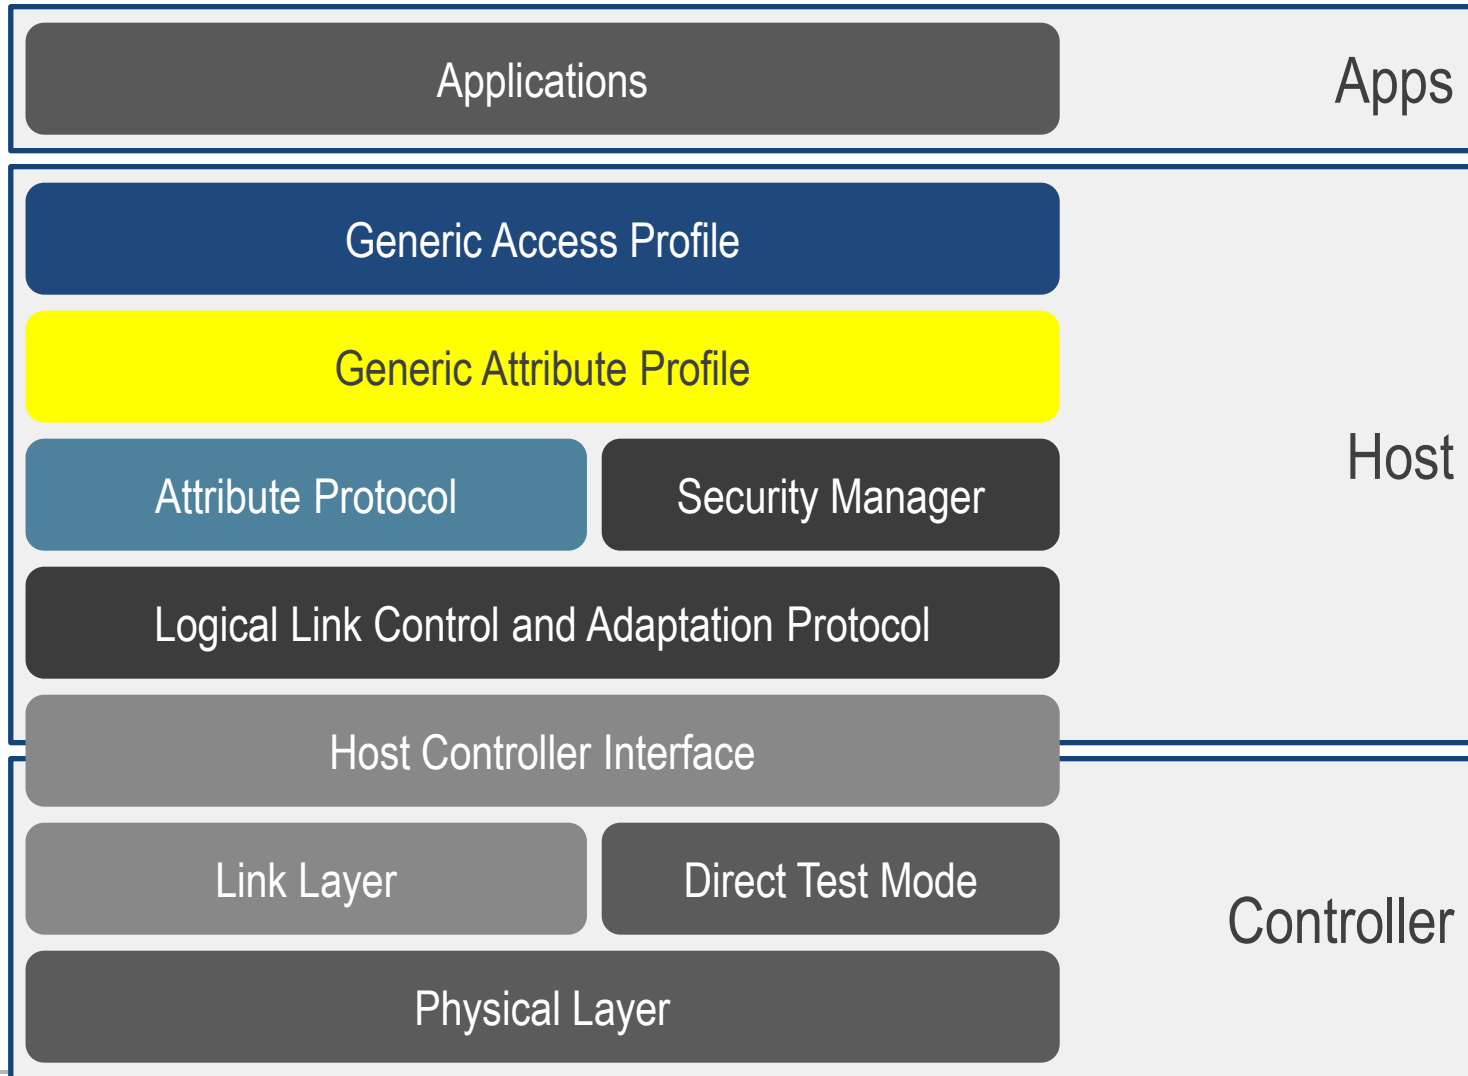 Applications
Apps
Generic Access Profile
Generic Attribute Profile
Host
Attribute Protocol
Security Manager
Logical Link Control and Adaptation Protocol
Host Controller Interface
Link Layer
Direct Test Mode
Controller
Physical Layer